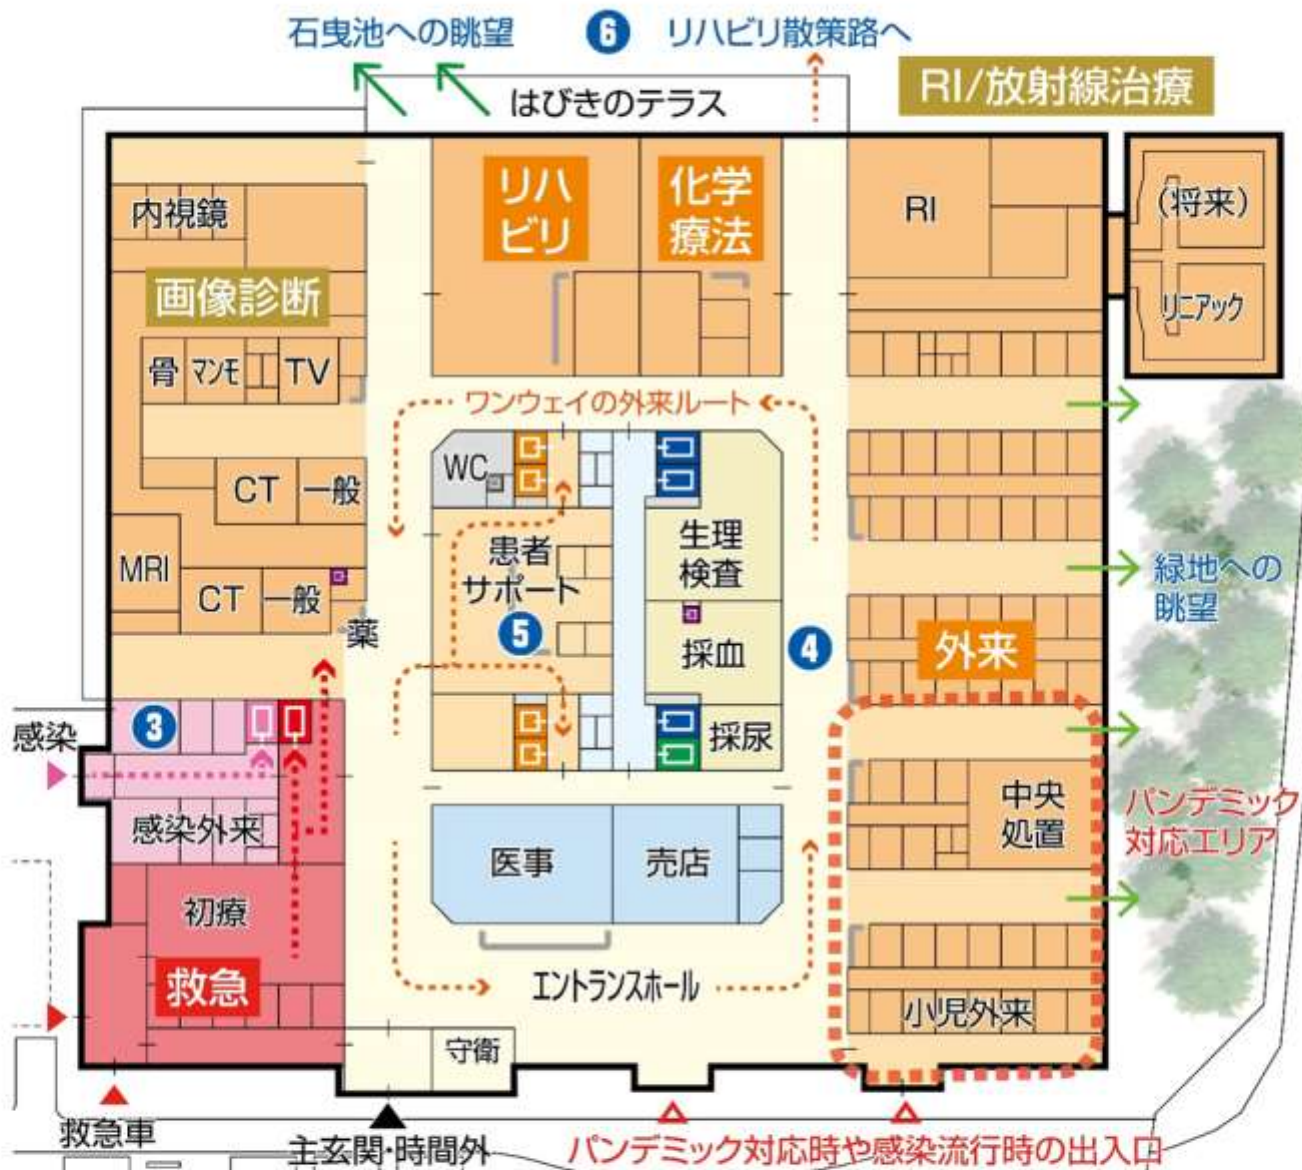 石曳池への眺望
6
リハビリ散策路へ
RI/放射線治療
はびきのテラス
内視鏡
リハ
ビリ
化学
療法
RI
(将来)
画像診断
リニアック
骨
マンモ
TV
ワンウェイの外来ルート
WC
CT
一般
生理
検査
患者
サポート
MRI
CT
一般
緑地への
眺望
薬
5
採血
4
外来
感染
3
採尿
中央
処置
パンデミック
対応エリア
感染外来
医事
売店
初療
救急
エントランスホール
小児外来
守衛
救急車
主玄関・時間外
パンデミック対応時や感染流行時の出入口